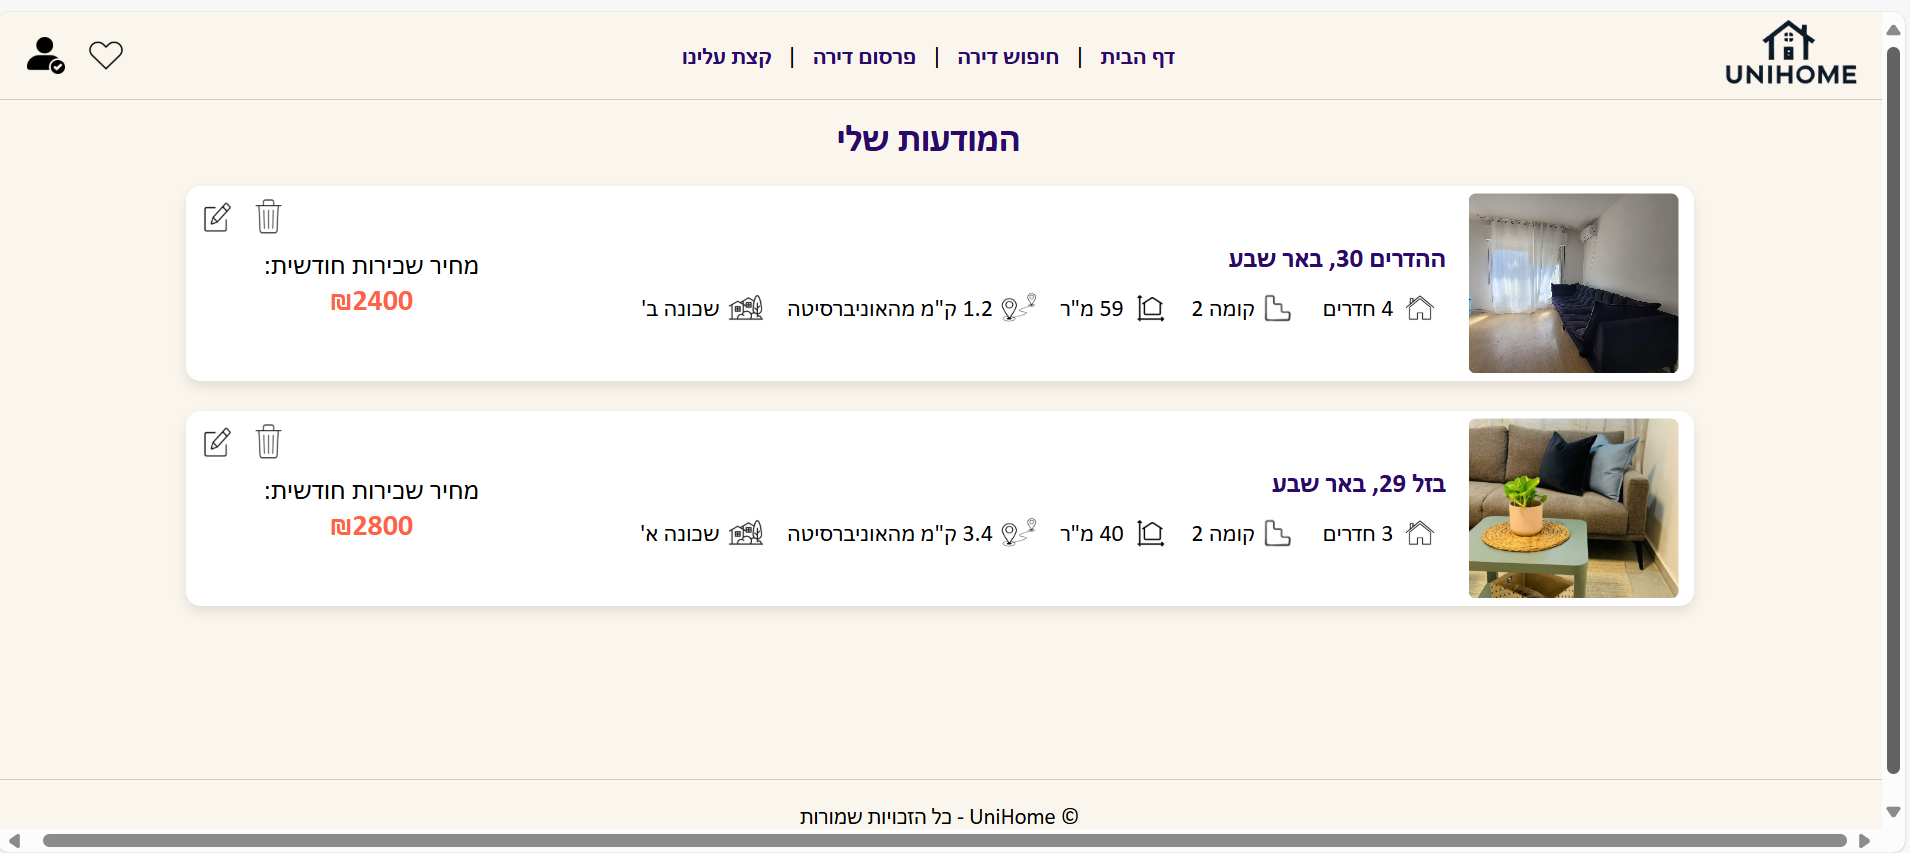 UNIHOME
דף הבית | חיפוש דירה | פרסום דירה | קצת עלינו
המודעות שלי
ההדרים 30, באר שבע
4 חדרים קומה 2 59 מ"ר 1.2 ק"מ מהאוניברסיטה שכונה ב'
מחיר שכירות חודשית:
₪2400
בזל 29, באר שבע
3 חדרים קומה 2 40 מ"ר 3.4 ק"מ מהאוניברסיטה שכונה א'
מחיר שכירות חודשית:
₪2800
© UniHome - כל הזכויות שמורות